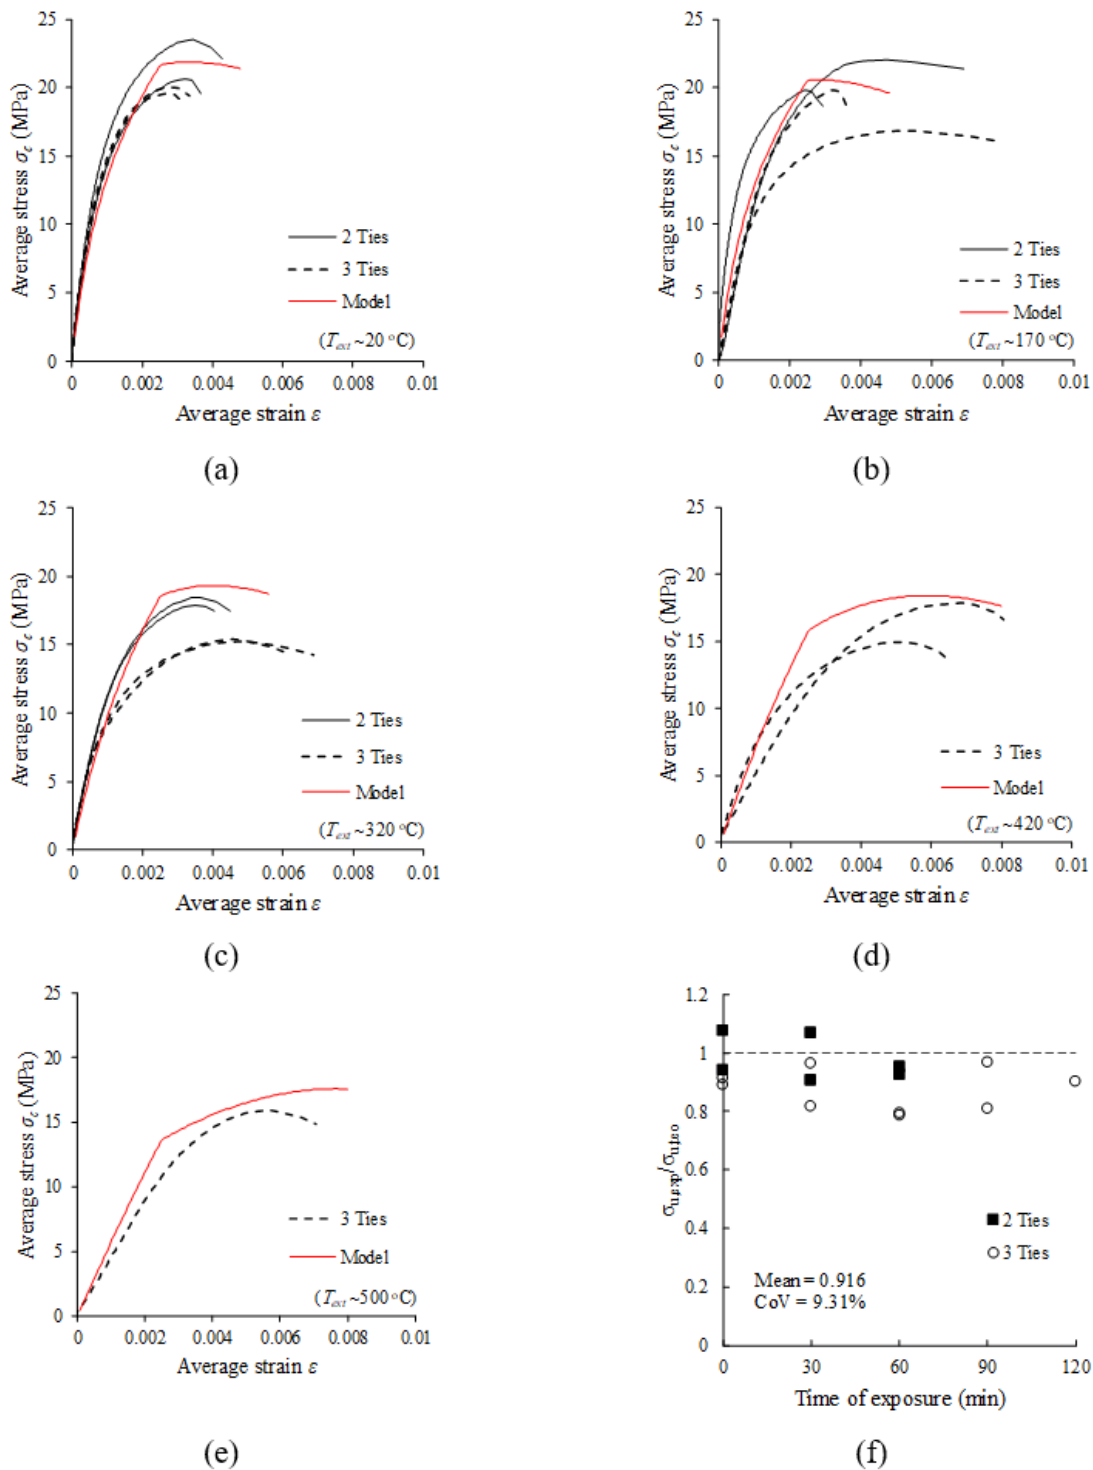 25
20
15
10
5
0
Average stress σc (MPa)
2 Ties
3 Ties
Model
(Text ~20 °C)
0 0.002 0.004 0.006 0.008 0.01
Average strain ε
(a)
25
20
15
10
5
0
Average stress σc (MPa)
2 Ties
3 Ties
Model
(Text ~170 °C)
0 0.002 0.004 0.006 0.008 0.01
Average strain ε
(b)
25
20
15
10
5
0
Average stress σc (MPa)
2 Ties
3 Ties
Model
(Text ~320 °C)
0 0.002 0.004 0.006 0.008 0.01
Average strain ε
(c)
25
20
15
10
5
0
Average stress σc (MPa)
3 Ties
Model
(Text ~420 °C)
0 0.002 0.004 0.006 0.008 0.01
Average strain ε
(d)
25
20
15
10
5
0
Average stress σc (MPa)
3 Ties
Model
(Text ~500 °C)
0 0.002 0.004 0.006 0.008 0.01
Average strain ε
(e)
1.2
1
0.8
0.6
0.4
0.2
0
σu,exp/σu,teo
2 Ties
3 Ties
Mean = 0.916
CoV = 9.31%
0 30 60 90 120
Time of exposure (min)
(f)